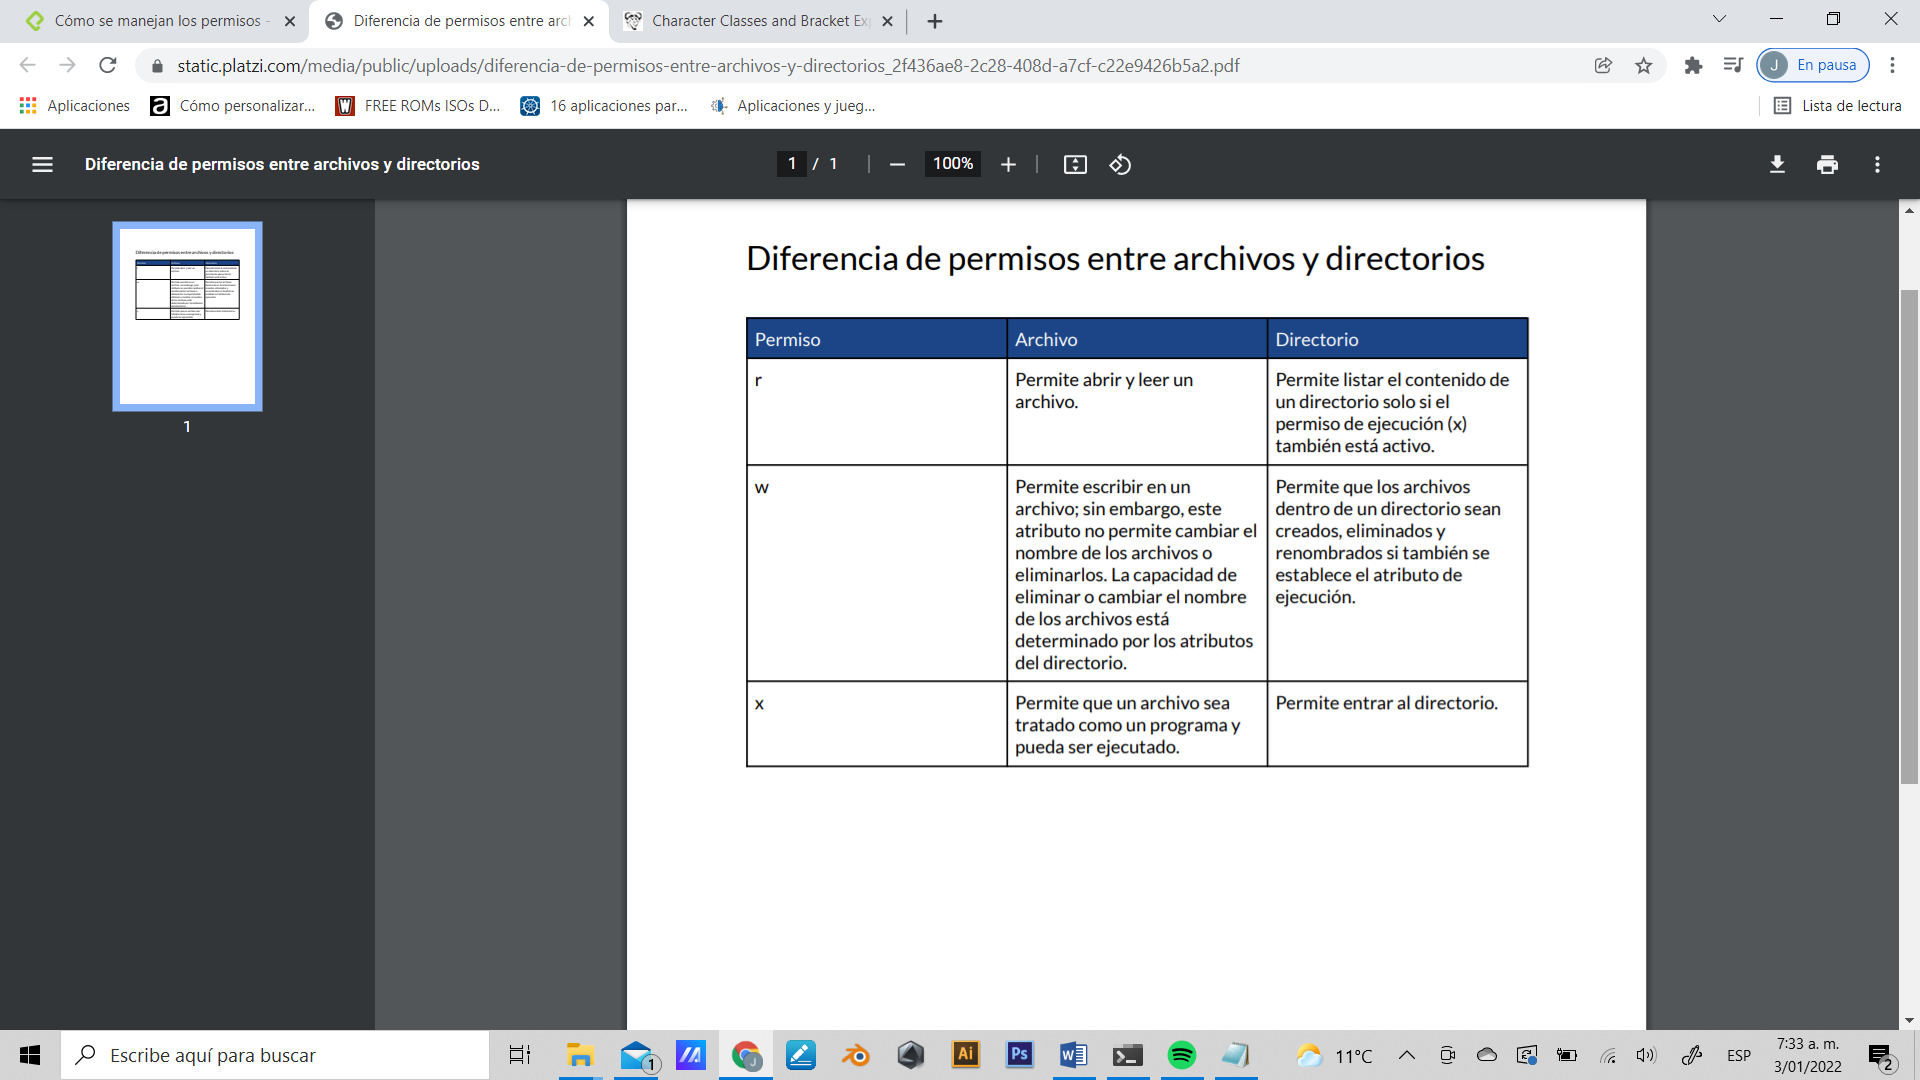 Cómo se manejan los permisos -
Diferencia de permisos entre arc
Character Classes and Bracket Ex
static.platzi.com/media/public/uploads/diferencia-de-permisos-entre-archivos-y-directorios_2f436ae8-2c28-408d-a7cf-c22e9426b5a2.pdf
J
En pausa
Aplicaciones
Cómo personalizar...
FREE ROMs ISOs D...
16 aplicaciones par...
Aplicaciones y jueg...
Lista de lectura
Diferencia de permisos entre archivos y directorios
1 / 1
100%
1
Diferencia de permisos entre archivos y directorios
Permiso
Archivo
Directorio
r
Permite abrir y leer un
archivo.
Permite listar el contenido de
un directorio solo si el
permiso de ejecución (x)
también está activo.
w
Permite escribir en un
archivo; sin embargo, este
atributo no permite cambiar el
nombre de los archivos o
eliminarlos. La capacidad de
eliminar o cambiar el nombre
de los archivos está
determinado por los atributos
del directorio.
Permite que los archivos
dentro de un directorio sean
creados, eliminados y
renombrados si también se
establece el atributo de
ejecución.
x
Permite que un archivo sea
tratado como un programa y
pueda ser ejecutado.
Permite entrar al directorio.
Escribe aquí para buscar
1
J
Ai
Ps
11°C
ESP
7:33 a. m.
3/01/2022
2